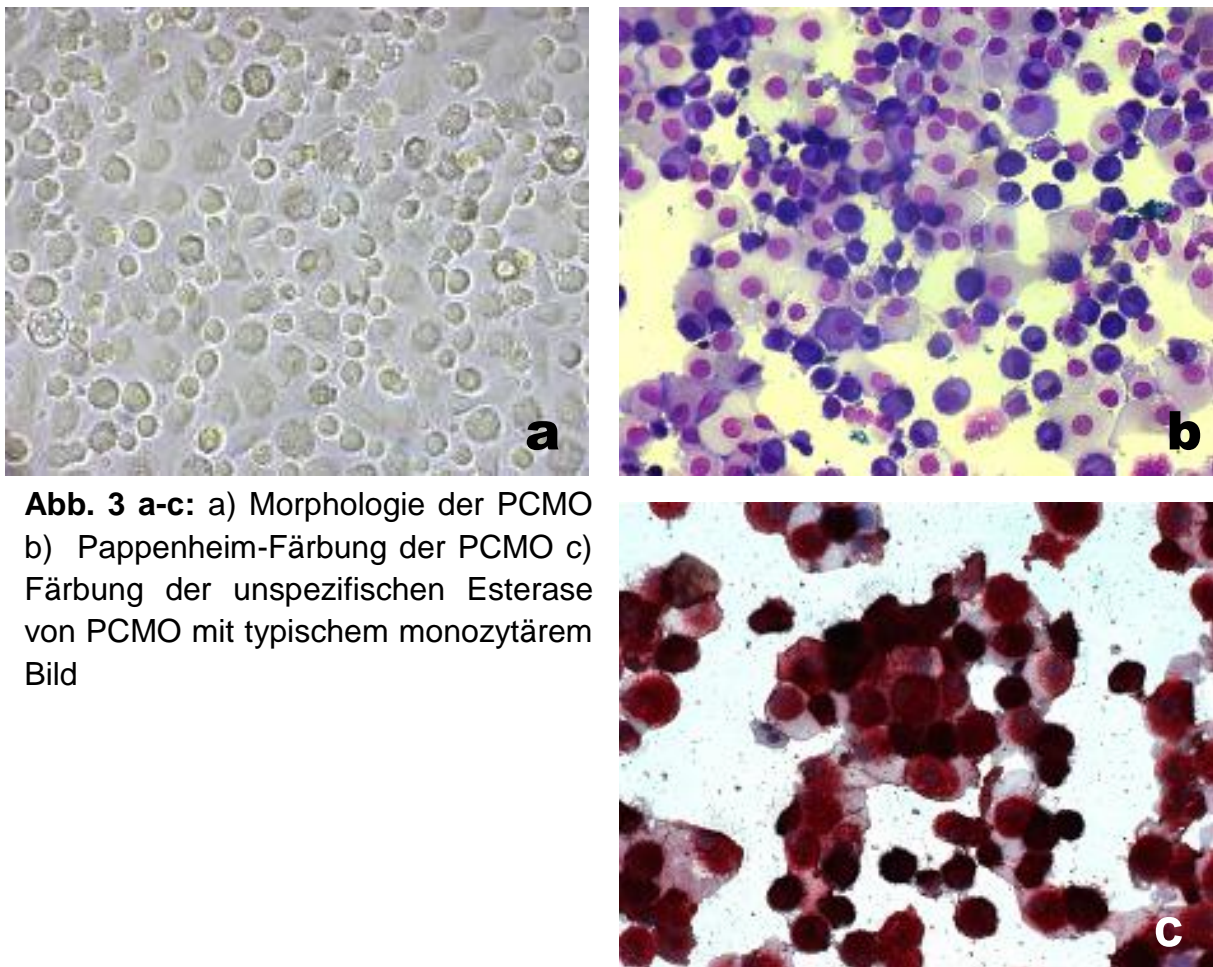 a
b
Abb. 3 a-c: a) Morphologie der PCMO
b) Pappenheim-Färbung der PCMO c)
Färbung der unspezifischen Esterase
von PCMO mit typischem monozytärem
Bild
c